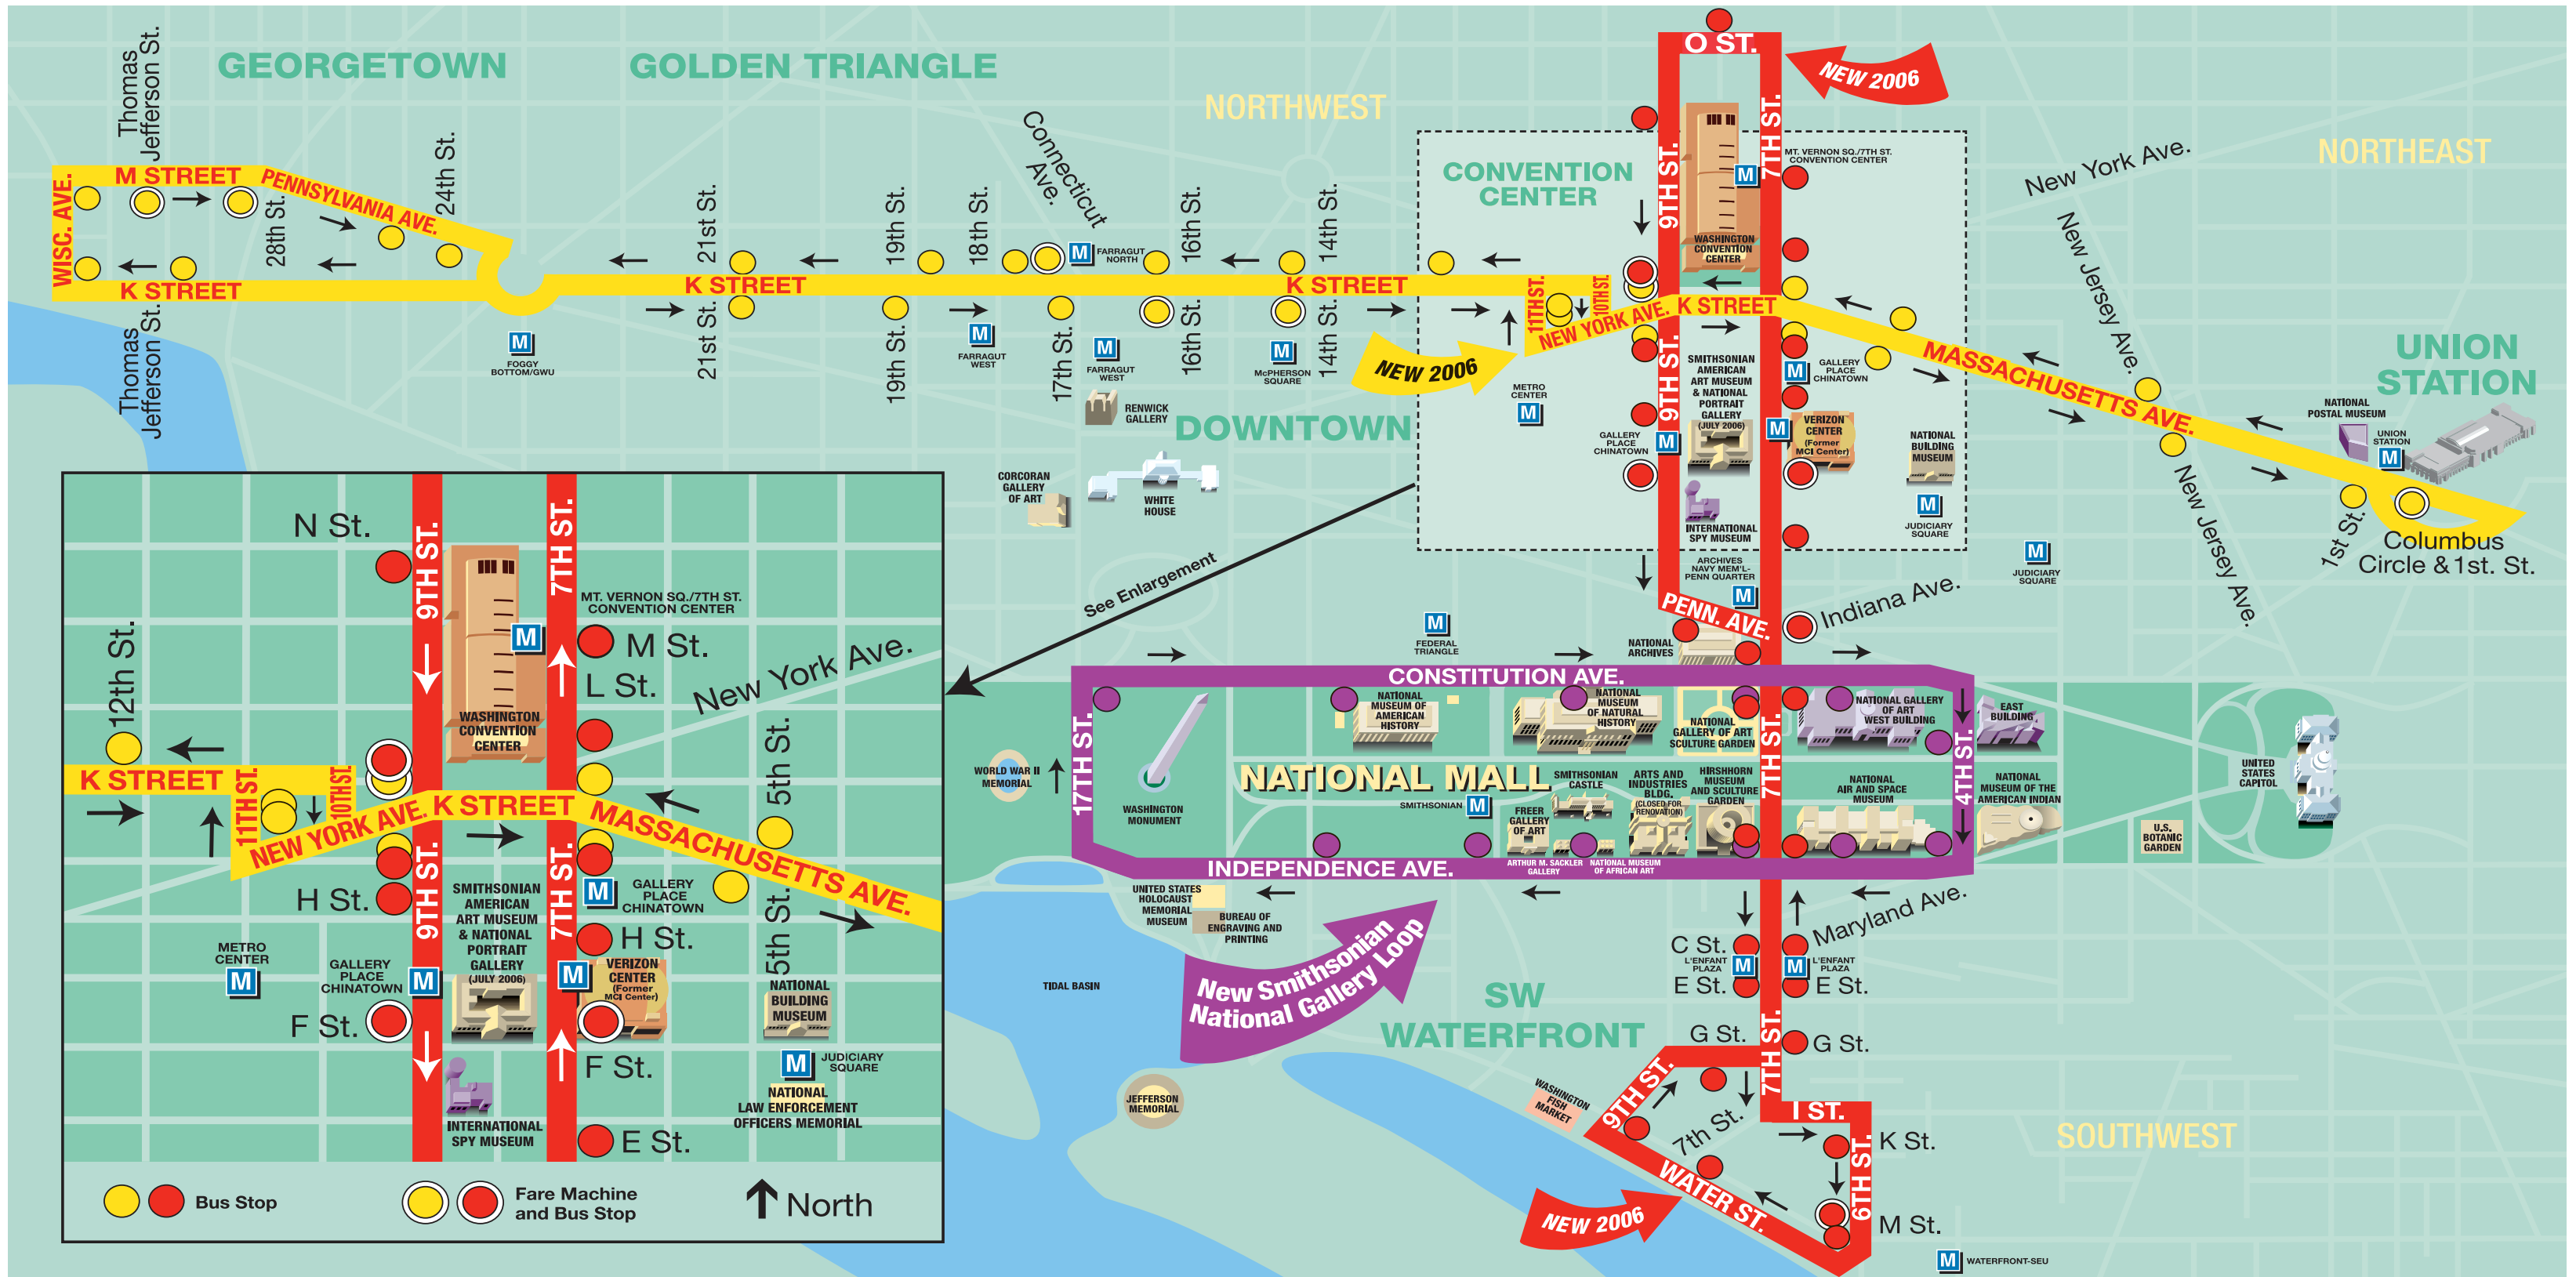 GEORGETOWN
GOLDEN TRIANGLE
NORTHWEST
NORTHEAST
Thomas
Jefferson St.
M STREET
PENNSYLVANIA AVE.
WISC. AVE.
28th St.
24th St.
K STREET
Thomas
Jefferson St.
21st St.
19th St.
18th St.
Connecticut
Ave.
M
FARRAGUT
NORTH
16th St.
14th St.
K STREET
K STREET
21st St.
19th St.
17th St.
16th St.
14th St.
M
FOGGY
BOTTOM/GWU
M
FARRAGUT
WEST
M
FARRAGUT
WEST
M
McPHERSON
SQUARE
RENWICK
GALLERY
DOWNTOWN
CORCORAN
GALLERY
OF ART
WHITE
HOUSE
NEW 2006
O ST.
NEW 2006
7TH ST.
9TH ST.
CONVENTION
CENTER
MT. VERNON SQ./7TH ST.
CONVENTION CENTER
M
WASHINGTON
CONVENTION
CENTER
11TH ST.
10TH ST.
NEW YORK AVE.
K STREET
9TH ST.
9TH ST.
METRO
CENTER
M
SMITHSONIAN
AMERICAN
ART MUSEUM
& NATIONAL
PORTRAIT
GALLERY
(JULY 2006)
M
GALLERY
PLACE
CHINATOWN
GALLERY
PLACE
CHINATOWN
M
M
VERIZON
CENTER
(Former
MCI Center)
NATIONAL
BUILDING
MUSEUM
M
JUDICIARY
SQUARE
INTERNATIONAL
SPY MUSEUM
New York Ave.
New Jersey Ave.
MASSACHUSETTS AVE.
UNION
STATION
NATIONAL
POSTAL MUSEUM
UNION
STATION
M
New Jersey Ave.
1st St.
Columbus
Circle & 1st. St.
M
JUDICIARY
SQUARE
See Enlargement
ARCHIVES
NAVY MEM'L-
PENN QUARTER
M
PENN. AVE.
Indiana Ave.
M
FEDERAL
TRIANGLE
NATIONAL
ARCHIVES
CONSTITUTION AVE.
17TH ST.
WORLD WAR II
MEMORIAL
WASHINGTON
MONUMENT
NATIONAL
MUSEUM OF
AMERICAN
HISTORY
NATIONAL
MUSEUM
OF NATURAL
HISTORY
NATIONAL
GALLERY OF ART
SCULTURE GARDEN
7TH ST.
NATIONAL GALLERY
OF ART
WEST BUILDING
EAST
BUILDING
4TH ST.
NATIONAL MALL
SMITHSONIAN
M
SMITHSONIAN
CASTLE
FREER
GALLERY
OF ART
ARTS AND
INDUSTRIES
BLDG.
(CLOSED FOR
RENOVATION)
HIRSHHORN
MUSEUM
AND SCULTURE
GARDEN
NATIONAL
AIR AND SPACE
MUSEUM
NATIONAL
MUSEUM OF THE
AMERICAN INDIAN
UNITED
STATES
CAPITOL
U.S.
BOTANIC
GARDEN
INDEPENDENCE AVE.
ARTHUR M. SACKLER
GALLERY
NATIONAL MUSEUM
OF AFRICAN ART
UNITED STATES
HOLOCAUST
MEMORIAL
MUSEUM
BUREAU OF
ENGRAVING AND
PRINTING
New Smithsonian
National Gallery Loop
TIDAL BASIN
JEFFERSON
MEMORIAL
SW
WATERFRONT
C St.
M
L'ENFANT
PLAZA
E St.
Maryland Ave.
M
L'ENFANT
PLAZA
E St.
G St.
G St.
7TH ST.
9TH ST.
WASHINGTON
FISH
MARKET
7th St.
I ST.
K St.
6TH ST.
M St.
WATER ST.
NEW 2006
M
WATERFRONT-SEU
SOUTHWEST
N St.
9TH ST.
7TH ST.
MT. VERNON SQ./7TH ST.
CONVENTION CENTER
M
M St.
L St.
New York Ave.
12th St.
WASHINGTON
CONVENTION
CENTER
K STREET
11TH ST.
10TH ST.
NEW YORK AVE.
K STREET
MASSACHUSETTS AVE.
5th St.
5th St.
H St.
9TH ST.
7TH ST.
SMITHSONIAN
AMERICAN
ART MUSEUM
& NATIONAL
PORTRAIT
GALLERY
(JULY 2006)
M
GALLERY
PLACE
CHINATOWN
H St.
METRO
CENTER
M
GALLERY
PLACE
CHINATOWN
M
M
VERIZON
CENTER
(Former
MCI Center)
F St.
F St.
NATIONAL
BUILDING
MUSEUM
M
JUDICIARY
SQUARE
NATIONAL
LAW ENFORCEMENT
OFFICERS MEMORIAL
INTERNATIONAL
SPY MUSEUM
E St.
Bus Stop
Fare Machine
and Bus Stop
North